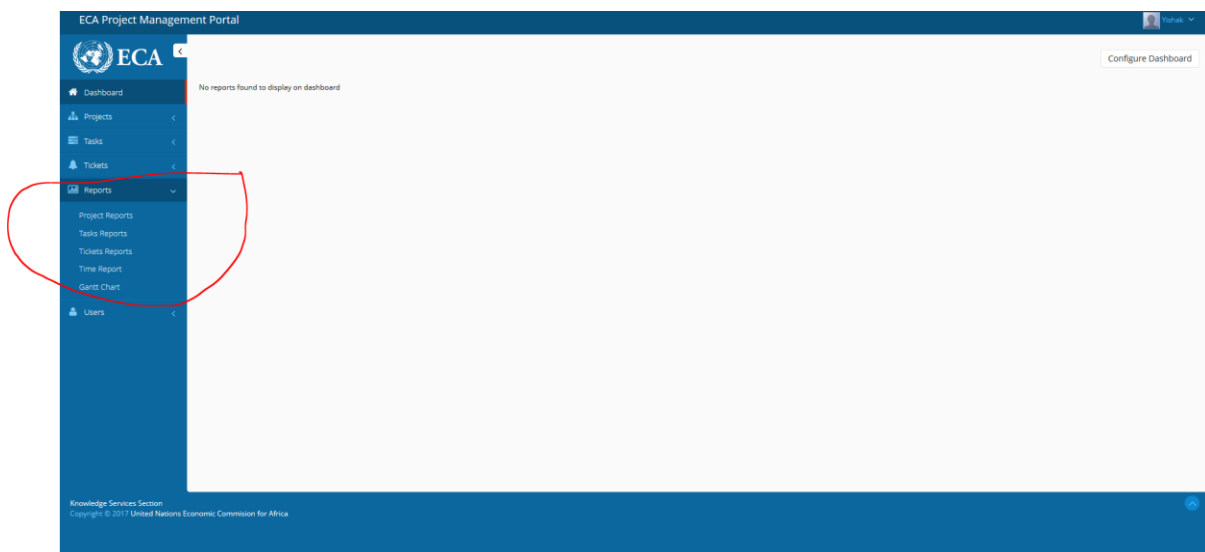 ECA Project Management Portal
Yishak
ECA
Configure Dashboard
No reports found to display on dashboard
Dashboard
Projects
Tasks
Tickets
Reports
Project Reports
Tasks Reports
Tickets Reports
Time Report
Gantt Chart
Users
Knowledge Services Section
Copyright © 2017 United Nations Economic Commision for Africa